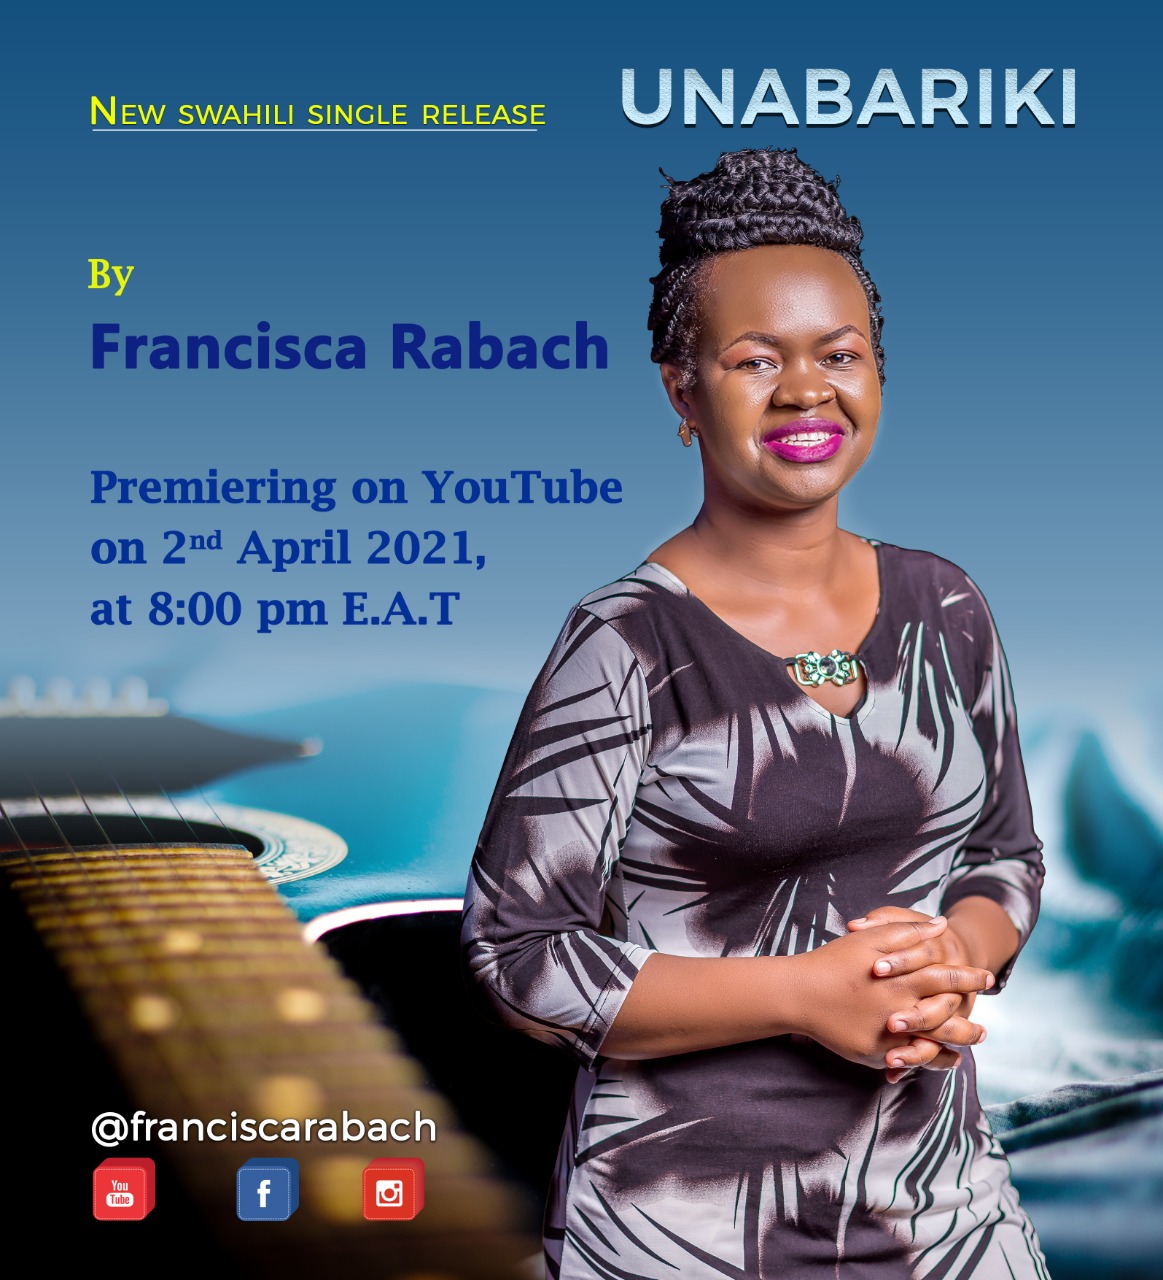 New swahili single release
UNABARIKI
By
Francisca Rabach
Premiering on YouTube
on 2nd April 2021,
at 8:00 pm E.A.T
@franciscarabach
You
Tube
f